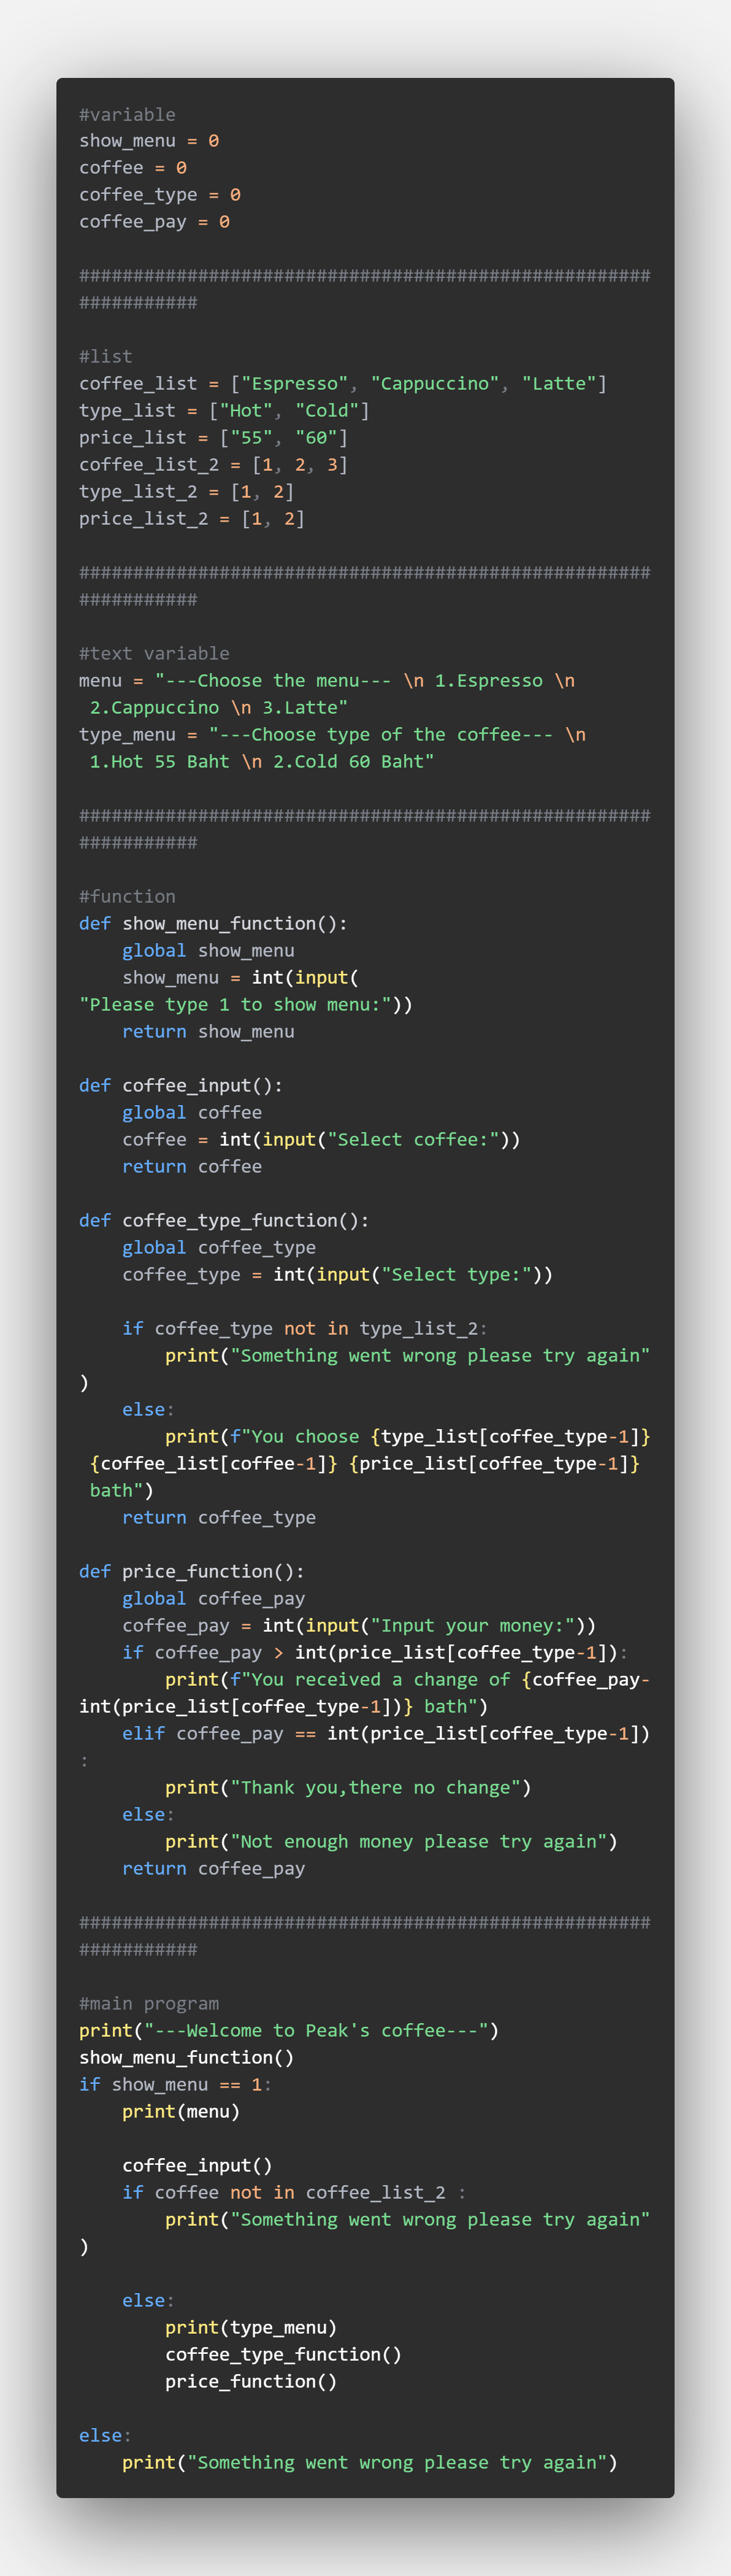 #variable
show_menu = 0
coffee = 0
coffee_type = 0
coffee_pay = 0

#####################################################
###########

#list
coffee_list = ["Espresso", "Cappuccino", "Latte"]
type_list = ["Hot", "Cold"]
price_list = ["55", "60"]
coffee_list_2 = [1, 2, 3]
type_list_2 = [1, 2]
price_list_2 = [1, 2]

#####################################################
###########

#text variable
menu = "---Choose the menu--- \n 1.Espresso \n
 2.Cappuccino \n 3.Latte"
type_menu = "---Choose type of the coffee--- \n
 1.Hot 55 Baht \n 2.Cold 60 Baht"

#####################################################
###########

#function
def show_menu_function():
    global show_menu
    show_menu = int(input(
"Please type 1 to show menu:"))
    return show_menu

def coffee_input():
    global coffee
    coffee = int(input("Select coffee:"))
    return coffee

def coffee_type_function():
    global coffee_type
    coffee_type = int(input("Select type:"))

    if coffee_type not in type_list_2:
        print("Something went wrong please try again"
)
    else:
        print(f"You choose {type_list[coffee_type-1]}
 {coffee_list[coffee-1]} {price_list[coffee_type-1]}
 bath")
    return coffee_type

def price_function():
    global coffee_pay
    coffee_pay = int(input("Input your money:"))
    if coffee_pay > int(price_list[coffee_type-1]):
        print(f"You received a change of {coffee_pay-
int(price_list[coffee_type-1])} bath")
    elif coffee_pay == int(price_list[coffee_type-1])
:
        print("Thank you,there no change")
    else:
        print("Not enough money please try again")
    return coffee_pay

#####################################################
###########

#main program
print("---Welcome to Peak's coffee---")
show_menu_function()
if show_menu == 1:
    print(menu)

    coffee_input()
    if coffee not in coffee_list_2 :
        print("Something went wrong please try again"
)

    else:
        print(type_menu)
        coffee_type_function()
        price_function()

else:
    print("Something went wrong please try again")